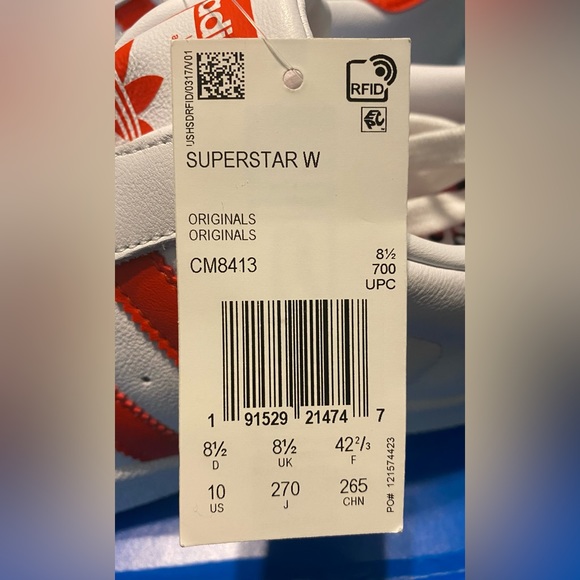 adidas
USHSDRFID/0317/V01
RFID
SUPERSTAR W
ORIGINALS
ORIGINALS
CM8413
8½
700
UPC
1 91529 21474 7
8½ 8½ 42²/₃
D UK F
10 270 265
US J CHN
PO# 121574423